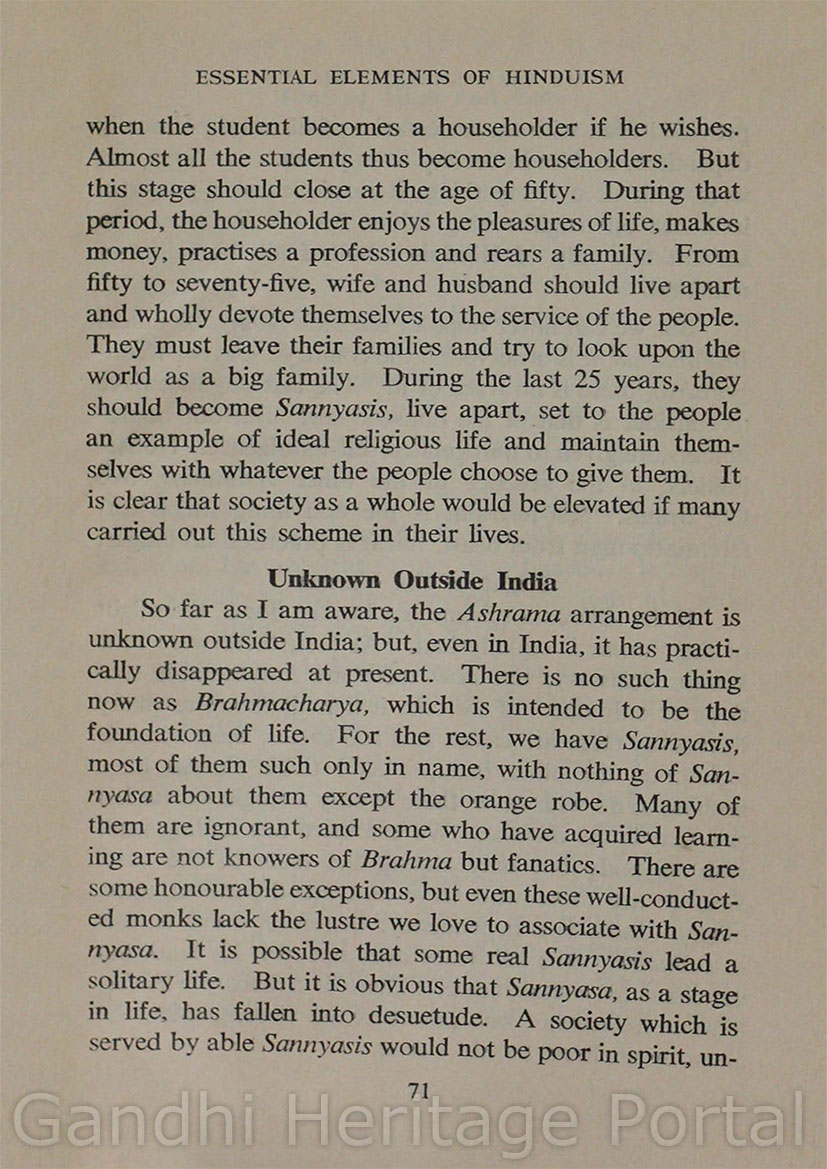 ESSENTIAL ELEMENTS OF HINDUISM
when the student becomes a householder if he wishes.
Almost all the students thus become householders. But
this stage should close at the age of fifty. During that
period, the householder enjoys the pleasures of life, makes
money, practises a profession and rears a family. From
fifty to seventy-five, wife and husband should live apart
and wholly devote themselves to the service of the people.
They must leave their families and try to look upon the
world as a big family. During the last 25 years, they
should become Sannyasis, live apart, set to the people
an example of ideal religious life and maintain them-
selves with whatever the people choose to give them. It
is clear that society as a whole would be elevated if many
carried out this scheme in their lives.
Unknown Outside India
So far as I am aware, the Ashrama arrangement is
unknown outside India; but, even in India, it has practi-
cally disappeared at present. There is no such thing
now as Brahmacharya, which is intended to be the
foundation of life. For the rest, we have Sannyasis,
most of them such only in name, with nothing of San-
nyasa about them except the orange robe. Many of
them are ignorant, and some who have acquired learn-
ing are not knowers of Brahma but fanatics. There are
some honourable exceptions, but even these well-conduct-
ed monks lack the lustre we love to associate with San-
nyasa. It is possible that some real Sannyasis lead a
solitary life. But it is obvious that Sannyasa, as a stage
in life, has fallen into desuetude. A society which is
served by able Sannyasis would not be poor in spirit, un-
71
Gandhi Heritage Portal